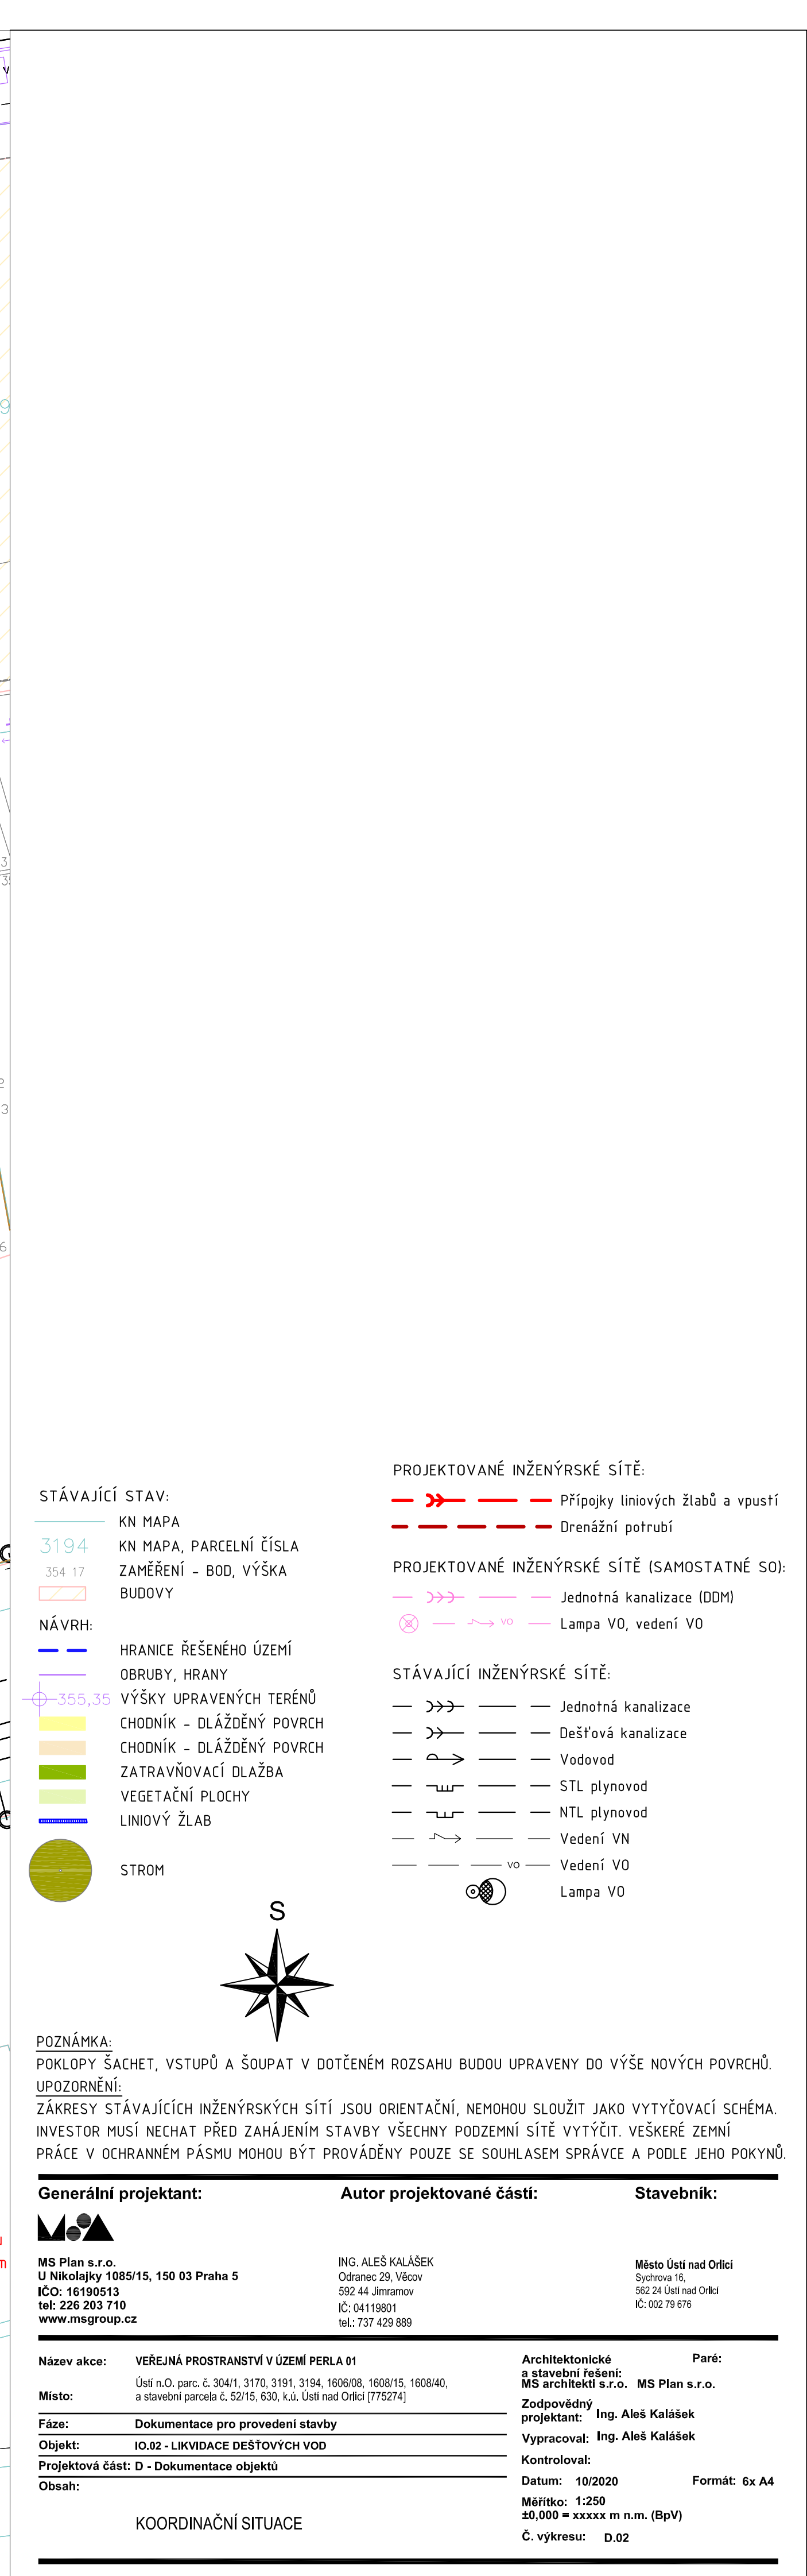 STÁVAJÍCÍ STAV:
KN MAPA
3194 KN MAPA, PARCELNÍ ČÍSLA
354 17 ZAMĚŘENÍ - BOD, VÝŠKA
BUDOVY
NÁVRH:
HRANICE ŘEŠENÉHO ÚZEMÍ
OBRUBY, HRANY
355,35 VÝŠKY UPRAVENÝCH TERÉNŮ
CHODNÍK - DLÁŽDĚNÝ POVRCH
CHODNÍK - DLÁŽDĚNÝ POVRCH
ZATRAVŇOVACÍ DLAŽBA
VEGETAČNÍ PLOCHY
LINIOVÝ ŽLAB
STROM
PROJEKTOVANÉ INŽENÝRSKÉ SÍTĚ:
Přípojky liniových žlabů a vpustí
Drenážní potrubí
PROJEKTOVANÉ INŽENÝRSKÉ SÍTĚ (SAMOSTATNÉ SO):
Jednotná kanalizace (DDM)
VO Lampa VO, vedení VO
STÁVAJÍCÍ INŽENÝRSKÉ SÍTĚ:
Jednotná kanalizace
Dešťová kanalizace
Vodovod
STL plynovod
NTL plynovod
Vedení VN
VO Vedení VO
Lampa VO
S
POZNÁMKA:
POKLOPY ŠACHET, VSTUPŮ A ŠOUPAT V DOTČENÉM ROZSAHU BUDOU UPRAVENY DO VÝŠE NOVÝCH POVRCHŮ.
UPOZORNĚNÍ:
ZÁKRESY STÁVAJÍCÍCH INŽENÝRSKÝCH SÍTÍ JSOU ORIENTAČNÍ, NEMOHOU SLOUŽIT JAKO VYTYČOVACÍ SCHÉMA.
INVESTOR MUSÍ NECHAT PŘED ZAHÁJENÍM STAVBY VŠECHNY PODZEMNÍ SÍTĚ VYTÝČIT. VEŠKERÉ ZEMNÍ
PRÁCE V OCHRANNÉM PÁSMU MOHOU BÝT PROVÁDĚNY POUZE SE SOUHLASEM SPRÁVCE A PODLE JEHO POKYNŮ.
Generální projektant:
MS Plan s.r.o.
U Nikolajky 1085/15, 150 03 Praha 5
IČO: 16190513
tel: 226 203 710
www.msgroup.cz
Autor projektované částí:
ING. ALEŠ KALÁŠEK
Odranec 29, Věcov
592 44 Jimramov
IČ: 04119801
tel.: 737 429 889
Stavebník:
Město Ústí nad Orlicí
Sychrova 16,
562 24 Ústí nad Orlicí
IČ: 002 79 676
Název akce: VEŘEJNÁ PROSTRANSTVÍ V ÚZEMÍ PERLA 01
Místo: Ústí n.O. parc. č. 304/1, 3170, 3191, 3194, 1606/08, 1608/15, 1608/40,
a stavební parcela č. 52/15, 630, k.ú. Ústí nad Orlicí [775274]
Fáze: Dokumentace pro provedení stavby
Objekt: IO.02 - LIKVIDACE DEŠŤOVÝCH VOD
Projektová část: D - Dokumentace objektů
Obsah:
KOORDINAČNÍ SITUACE
Architektonické
a stavební řešení:
MS architekti s.r.o. MS Plan s.r.o.
Paré:
Zodpovědný
projektant: Ing. Aleš Kalášek
Vypracoval: Ing. Aleš Kalášek
Kontroloval:
Datum: 10/2020 Formát: 6x A4
Měřítko: 1:250
±0,000 = xxxxx m n.m. (BpV)
Č. výkresu: D.02